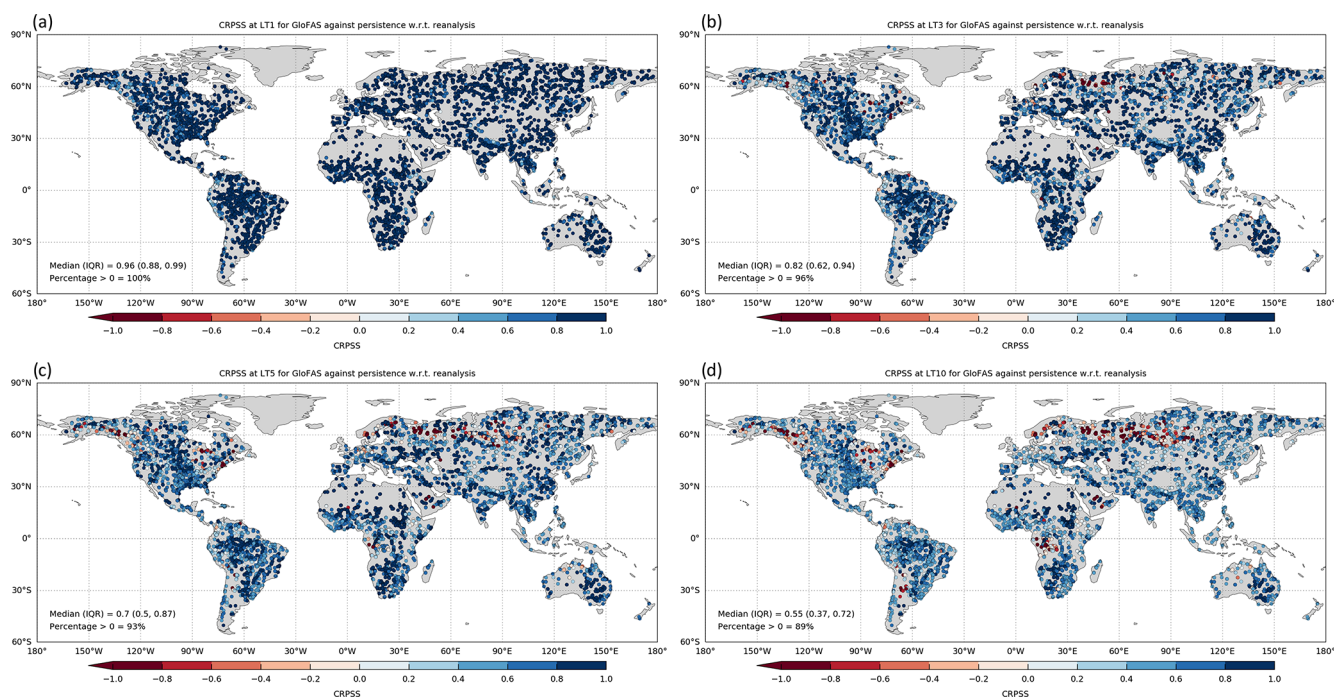 (a)
CRPSS at LT1 for GloFAS against persistence w.r.t. reanalysis
90°N
60°N
30°N
0°
30°S
60°S
Median (IQR) = 0.96 (0.88, 0.99)
Percentage > 0 = 100%
180° 150°W 120°W 90°W 60°W 30°W 0° 30°E 60°E 90°E 120°E 150°E 180°
−1.0 −0.8 −0.6 −0.4 −0.2 0.0 0.2 0.4 0.6 0.8 1.0
CRPSS
(b)
CRPSS at LT3 for GloFAS against persistence w.r.t. reanalysis
90°N
60°N
30°N
0°
30°S
60°S
Median (IQR) = 0.82 (0.62, 0.94)
Percentage > 0 = 96%
180° 150°W 120°W 90°W 60°W 30°W 0° 30°E 60°E 90°E 120°E 150°E 180°
−1.0 −0.8 −0.6 −0.4 −0.2 0.0 0.2 0.4 0.6 0.8 1.0
CRPSS
(c)
CRPSS at LT5 for GloFAS against persistence w.r.t. reanalysis
90°N
60°N
30°N
0°
30°S
60°S
Median (IQR) = 0.7 (0.5, 0.87)
Percentage > 0 = 93%
180° 150°W 120°W 90°W 60°W 30°W 0° 30°E 60°E 90°E 120°E 150°E 180°
−1.0 −0.8 −0.6 −0.4 −0.2 0.0 0.2 0.4 0.6 0.8 1.0
CRPSS
(d)
CRPSS at LT10 for GloFAS against persistence w.r.t. reanalysis
90°N
60°N
30°N
0°
30°S
60°S
Median (IQR) = 0.55 (0.37, 0.72)
Percentage > 0 = 89%
180° 150°W 120°W 90°W 60°W 30°W 0° 30°E 60°E 90°E 120°E 150°E 180°
−1.0 −0.8 −0.6 −0.4 −0.2 0.0 0.2 0.4 0.6 0.8 1.0
CRPSS